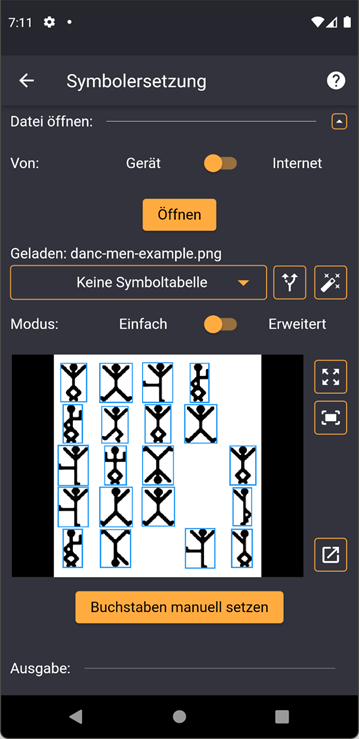 7:11
Symbolersetzung
Datei öffnen:
Von: Gerät Internet
Öffnen
Geladen: danc-men-example.png
Keine Symboltabelle
Modus: Einfach Erweitert
Buchstaben manuell setzen
Ausgabe: